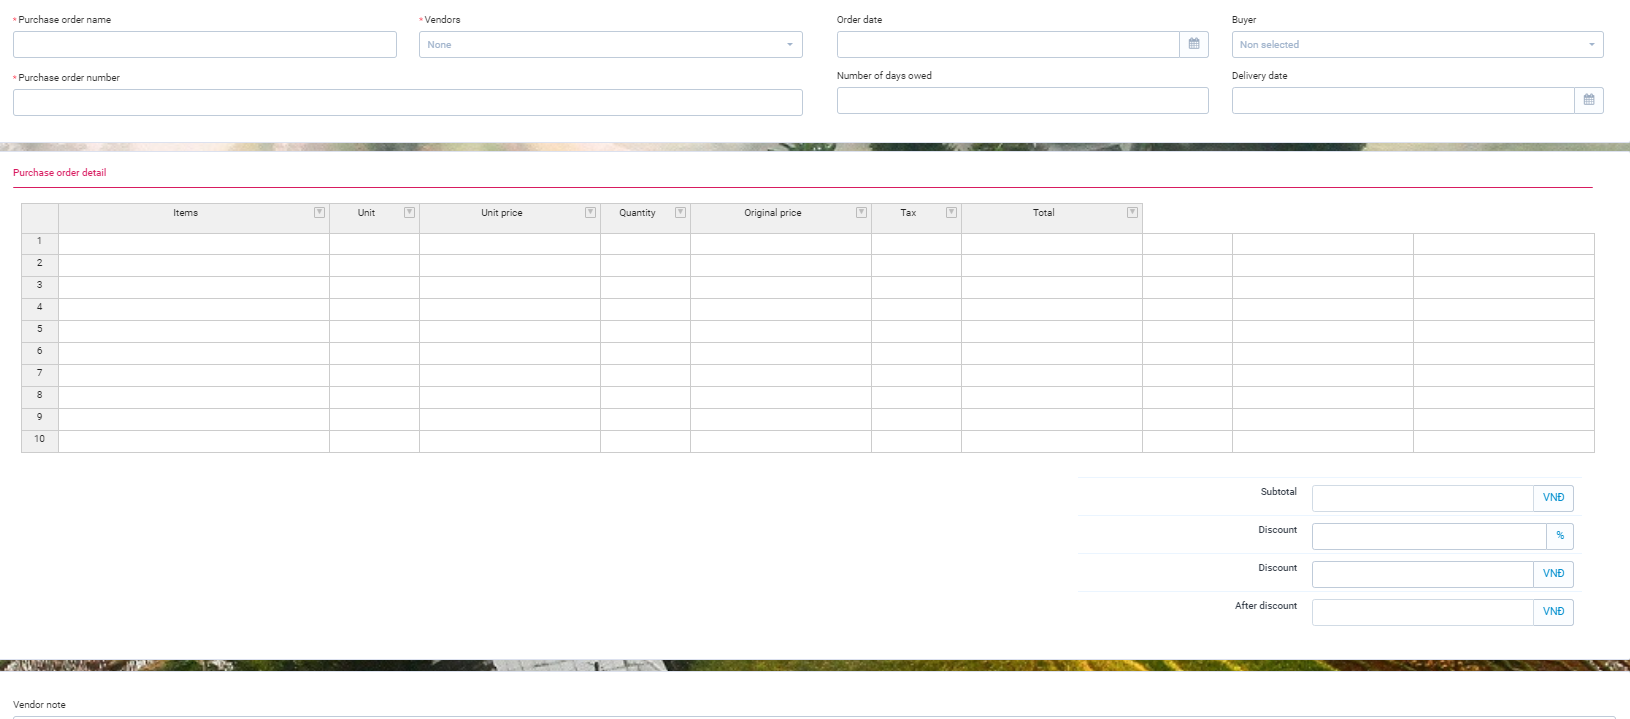 * Purchase order name
* Vendors
Order date
Buyer
None
Non selected
* Purchase order number
Number of days owed
Delivery date
Purchase order detail
Items Unit Unit price Quantity Original price Tax Total
1
2
3
4
5
6
7
8
9
10
Subtotal VNĐ
Discount %
Discount VNĐ
After discount VNĐ
Vendor note